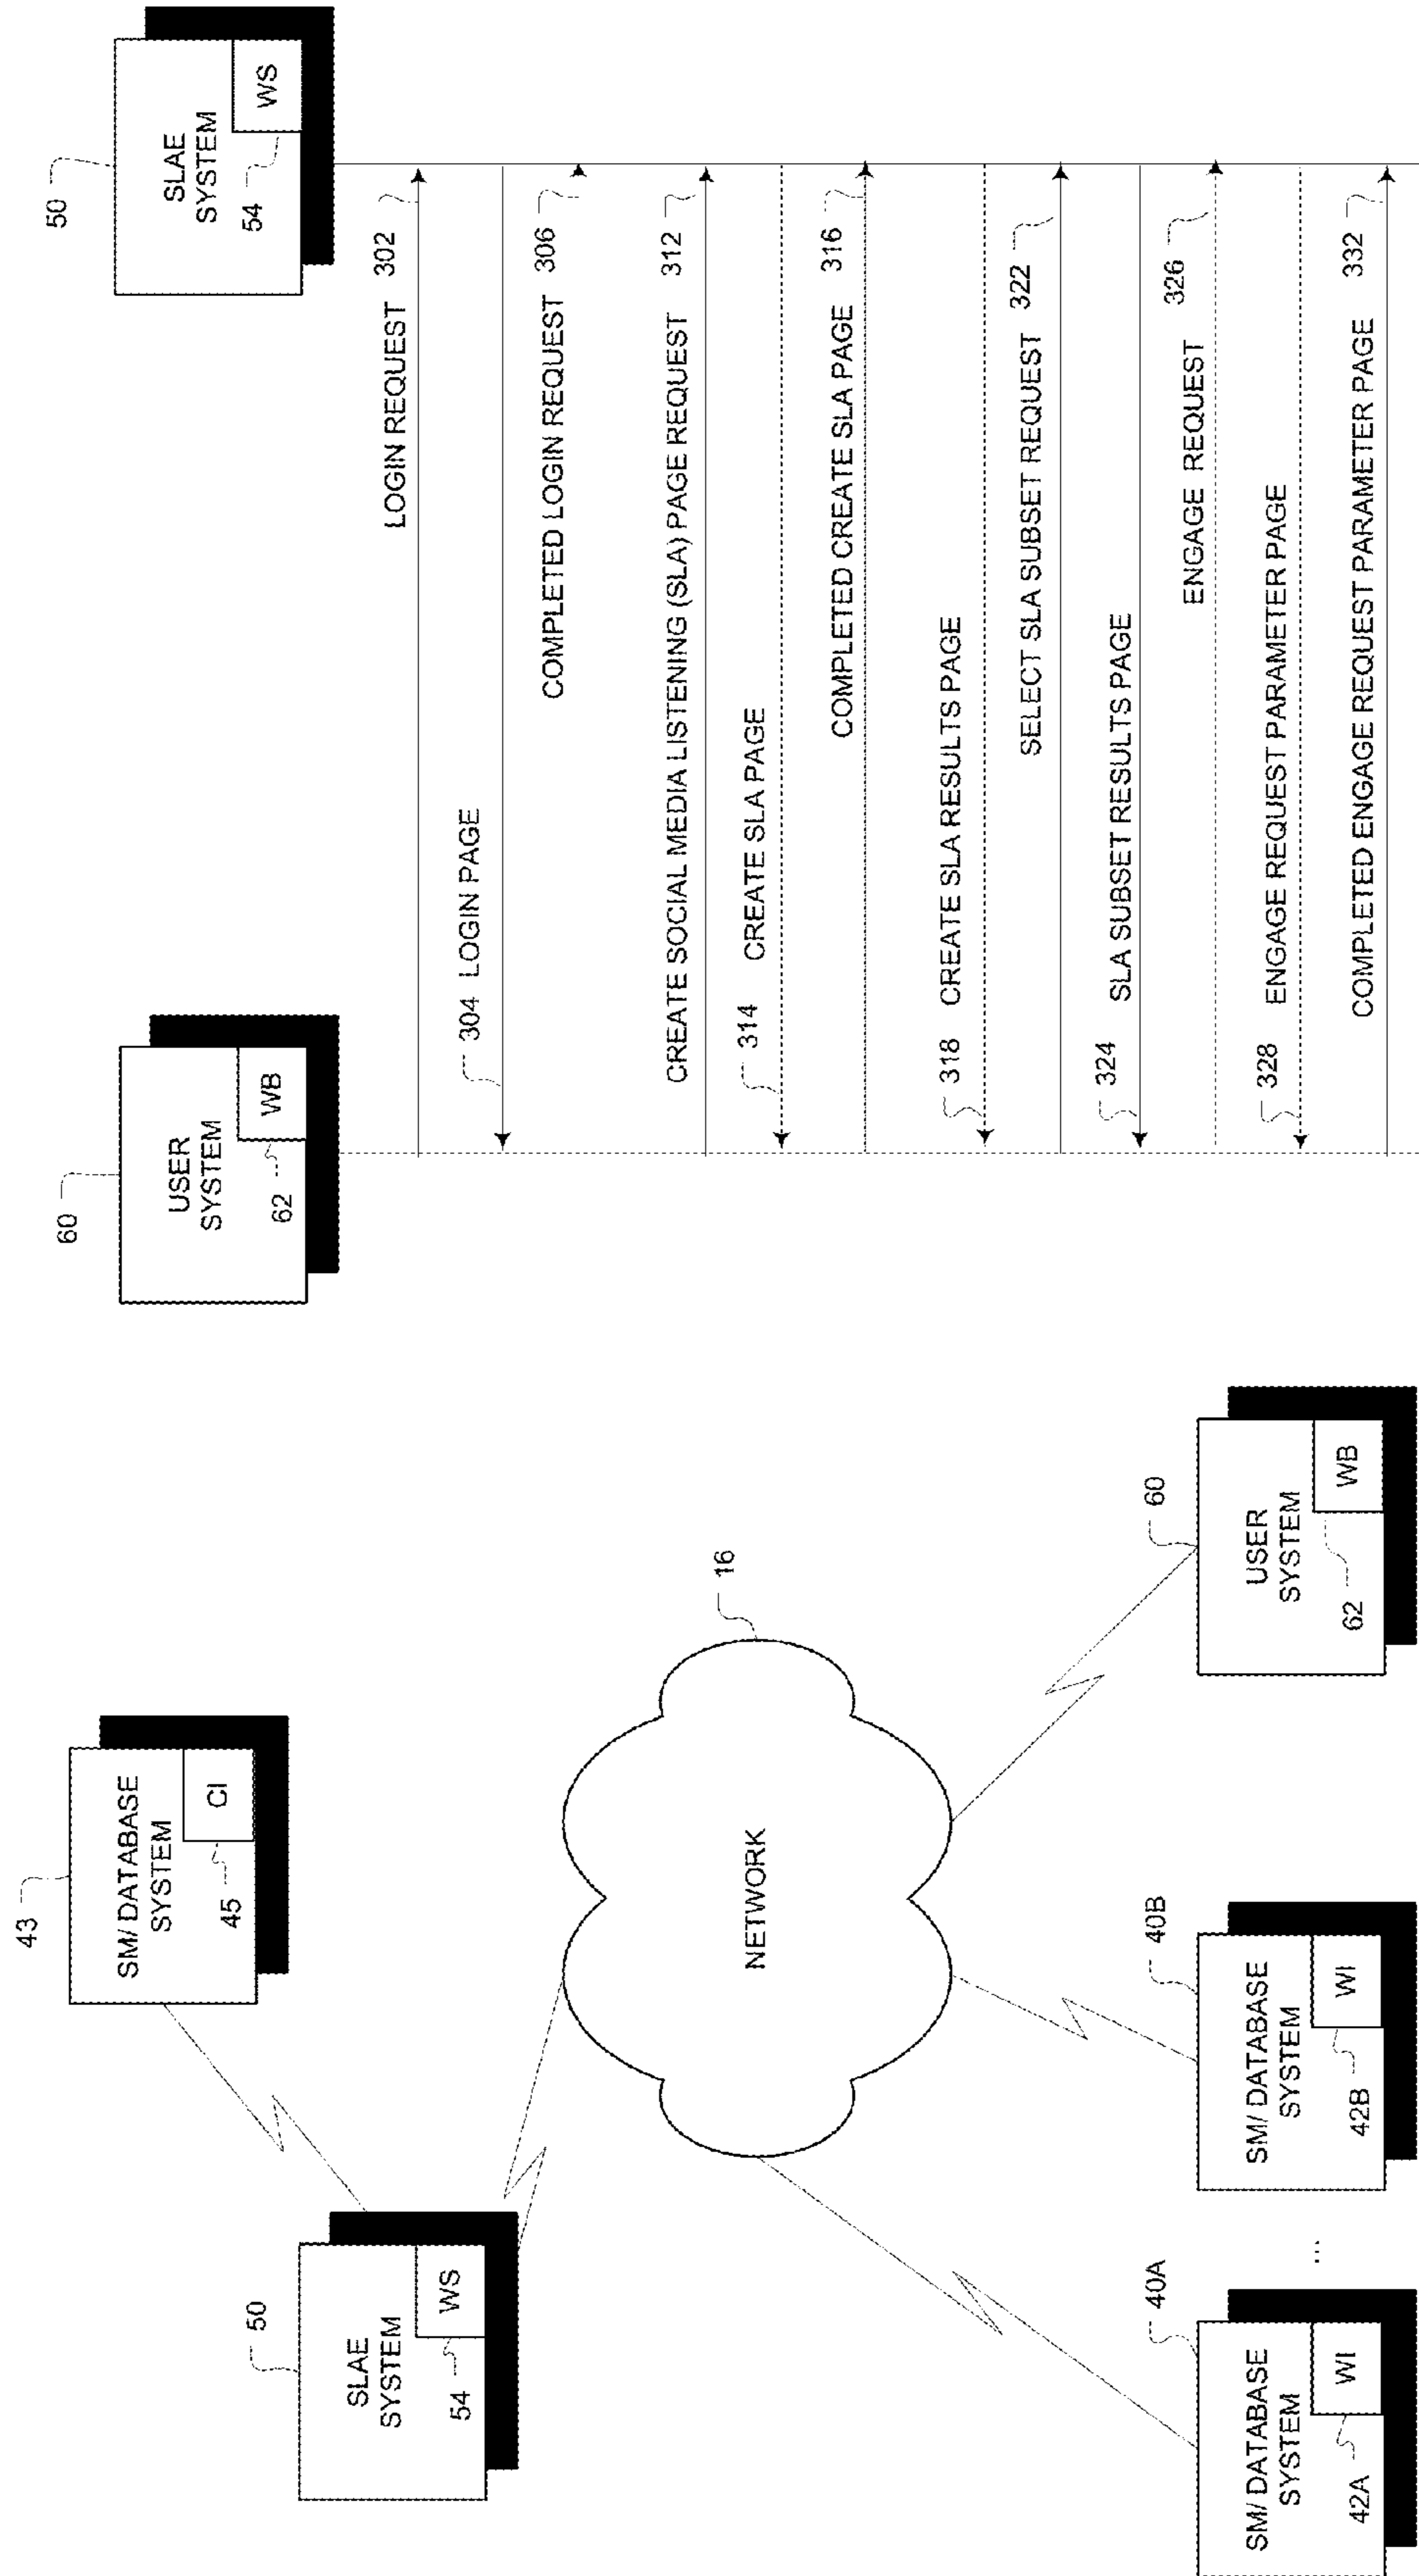 43
SM/ DATABASE
SYSTEM
CI
45
50
SLAE
SYSTEM
WS
54
16
NETWORK
40A
SM/ DATABASE
SYSTEM
WI
42A
...
40B
SM/ DATABASE
SYSTEM
WI
42B
60
USER
SYSTEM
WB
62
60
USER
SYSTEM
WB
62
50
SLAE
SYSTEM
WS
54
LOGIN REQUEST 302
304 LOGIN PAGE
COMPLETED LOGIN REQUEST 306
CREATE SOCIAL MEDIA LISTENING (SLA) PAGE REQUEST 312
314 CREATE SLA PAGE
COMPLETED CREATE SLA PAGE 316
318 CREATE SLA RESULTS PAGE
SELECT SLA SUBSET REQUEST 322
324 SLA SUBSET RESULTS PAGE
ENGAGE REQUEST 326
328 ENGAGE REQUEST PARAMETER PAGE
COMPLETED ENGAGE REQUEST PARAMETER PAGE 332